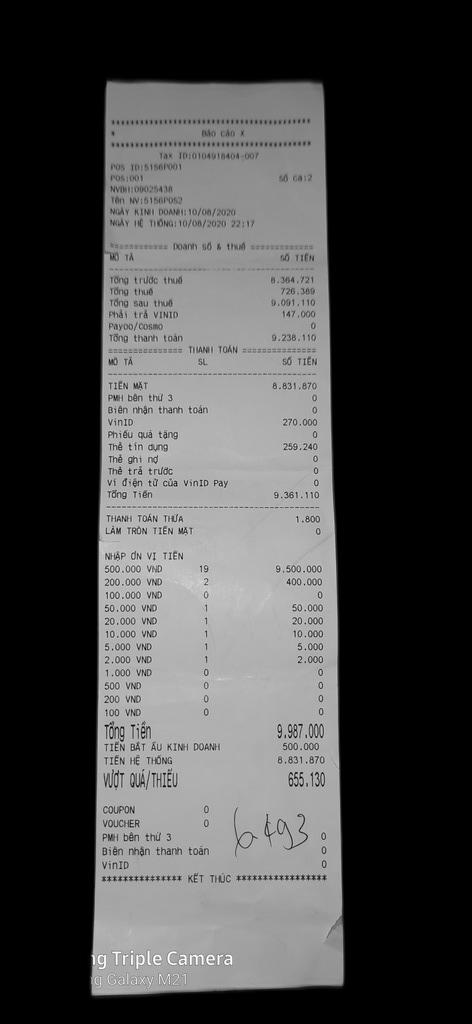 ****************************************
* Báo cáo X
****************************************
Tax ID:0104918404-007
POS ID:5156P001
POS:001 Số ca:2
NVBH:09025438
Tên NV:5156P052
NGÀY KINH DOANH:10/08/2020
NGÀY HỆ THỐNG:10/08/2020 22:17
============ Doanh số & thuế =============
MÔ TẢ SỐ TIỀN
Tổng trước thuế 8.364.721
Tổng thuế 726.389
Tổng sau thuế 9.091.110
Phải trả VINID 147.000
Payoo/Cosmo 0
Tổng thanh toán 9.238.110
================ THANH TOÁN ================
MÔ TẢ SL SỐ TIỀN
TIỀN MẶT 8.831.870
PMH bên thứ 3 0
Biên nhận thanh toán 0
VinID 270.000
Phiếu quà tặng 0
Thẻ tín dụng 259.240
Thẻ ghi nợ 0
Thẻ trả trước 0
Ví điện tử của VinID Pay 0
Tổng Tiền 9.361.110
THANH TOÁN THỪA 1.800
LÀM TRÒN TIỀN MẶT 0
NHẬP ƠN VỊ TIỀN
500.000 VND 19 9.500.000
200.000 VND 2 400.000
100.000 VND 0 0
50.000 VND 1 50.000
20.000 VND 1 20.000
10.000 VND 1 10.000
5.000 VND 1 5.000
2.000 VND 1 2.000
1.000 VND 0 0
500 VND 0 0
200 VND 0 0
100 VND 0 0
Tổng Tiền 9.987.000
TIỀN BẮT ẦU KINH DOANH 500.000
TIỀN HỆ THỐNG 8.831.870
VƯỢT QUÁ/THIẾU 655.130
COUPON 0
VOUCHER 0
PMH bên thứ 3 0
Biên nhận thanh toán 0
VinID 0
*************** KẾT THÚC *****************
ng Triple Camera
ng Galaxy M21